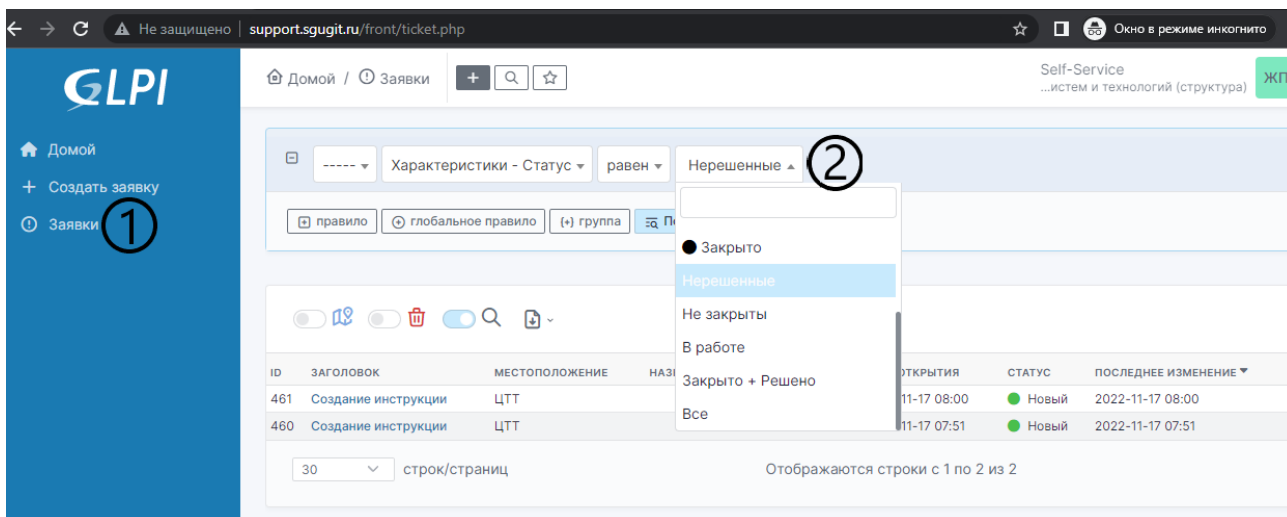 Не защищено support.sgugit.ru/front/ticket.php Окно в режиме инкогнито
GLPI
Домой / Заявки
Self-Service
...истем и технологий (структура)
ЖП
Домой
+ Создать заявку
Заявки 1
----- Характеристики - Статус равен Нерешенные 2
правило глобальное правило (+) группа
Закрыто
Нерешенные
Не закрыты
В работе
Закрыто + Решено
Все
ID ЗАГОЛОВОК МЕСТОПОЛОЖЕНИЕ СТАТУС ПОСЛЕДНЕЕ ИЗМЕНЕНИЕ
461 Создание инструкции ЦТТ 11-17 08:00 Новый 2022-11-17 08:00
460 Создание инструкции ЦТТ 11-17 07:51 Новый 2022-11-17 07:51
30 строк/страниц Отображаются строки с 1 по 2 из 2